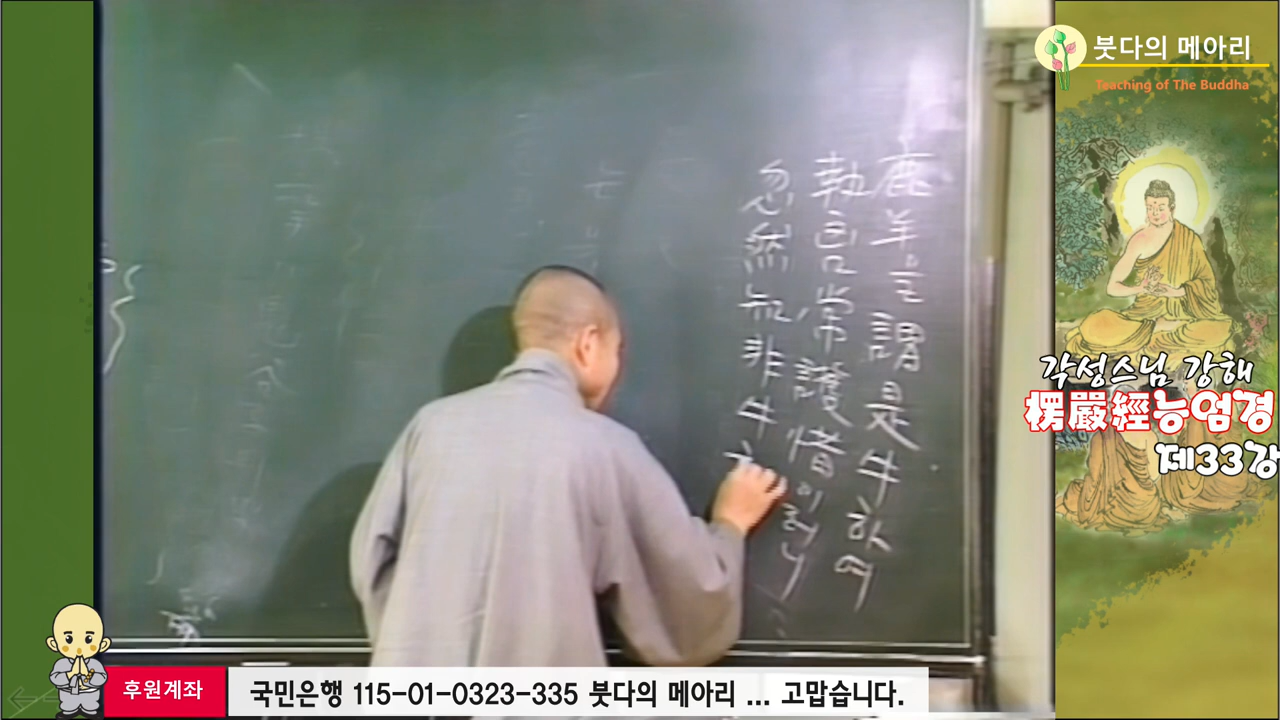 붓다의 메아리
Teaching of The Buddha
鹿羊을 謂是牛하여
執言常護惜이러니
忽然知非牛
각성스님 강해
楞嚴經능엄경
제33강
후원계좌
국민은행 115-01-0323-335 붓다의 메아리 ... 고맙습니다.